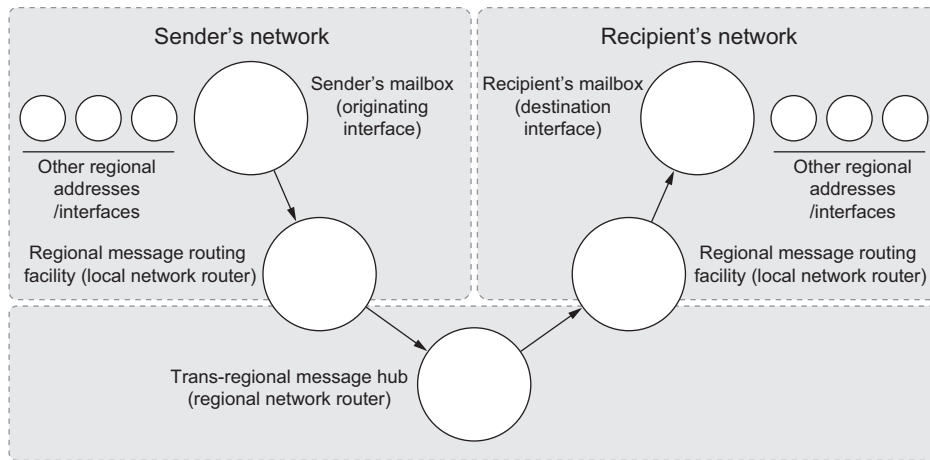 Sender's network
Sender's mailbox
(originating
interface)
Other regional
addresses
/interfaces
Regional message routing
facility (local network router)
Recipient's network
Recipient's mailbox
(destination
interface)
Other regional
addresses
/interfaces
Regional message routing
facility (local network router)
Trans-regional message hub
(regional network router)